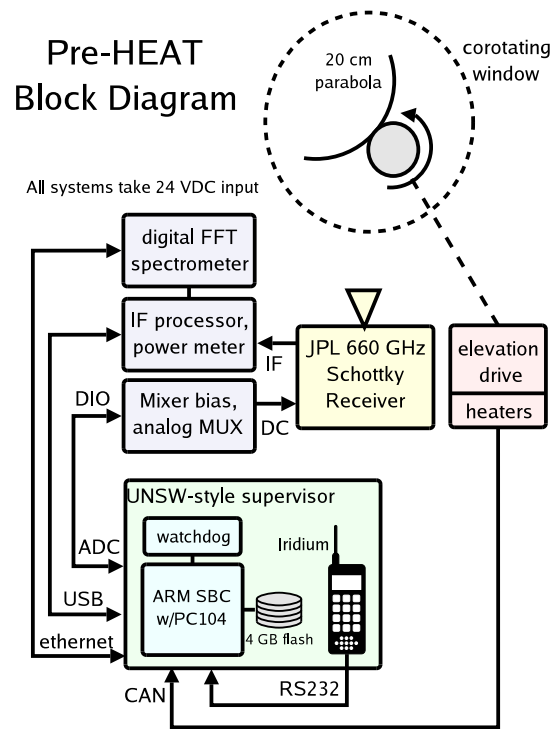 Pre-HEAT
Block Diagram
20 cm
parabola
corotating
window
All systems take 24 VDC input
digital FFT
spectrometer
IF processor,
power meter
IF
JPL 660 GHz
Schottky
Receiver
elevation
drive
heaters
DIO
Mixer bias,
analog MUX
DC
UNSW-style supervisor
watchdog
Iridium
ADC
ARM SBC
w/PC104
USB
4 GB flash
ethernet
CAN
RS232